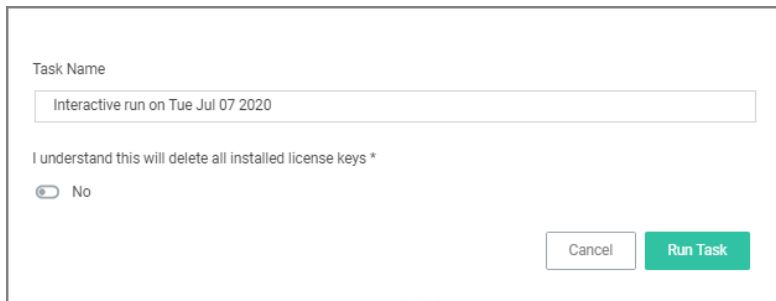 Task Name
Interactive run on Tue Jul 07 2020
I understand this will delete all installed license keys *
No
Cancel Run Task